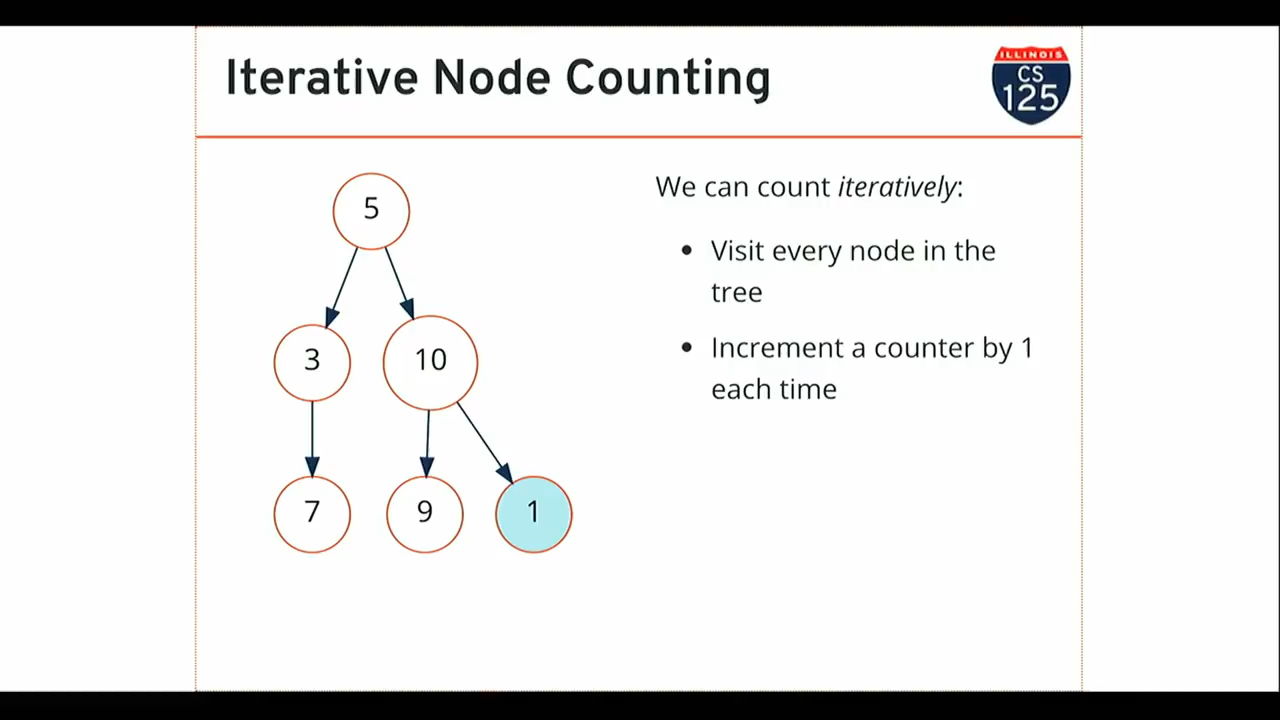 Iterative Node Counting
ILLINOIS
CS
125
5
3
10
7
9
1
We can count iteratively:
Visit every node in the
tree
Increment a counter by 1
each time